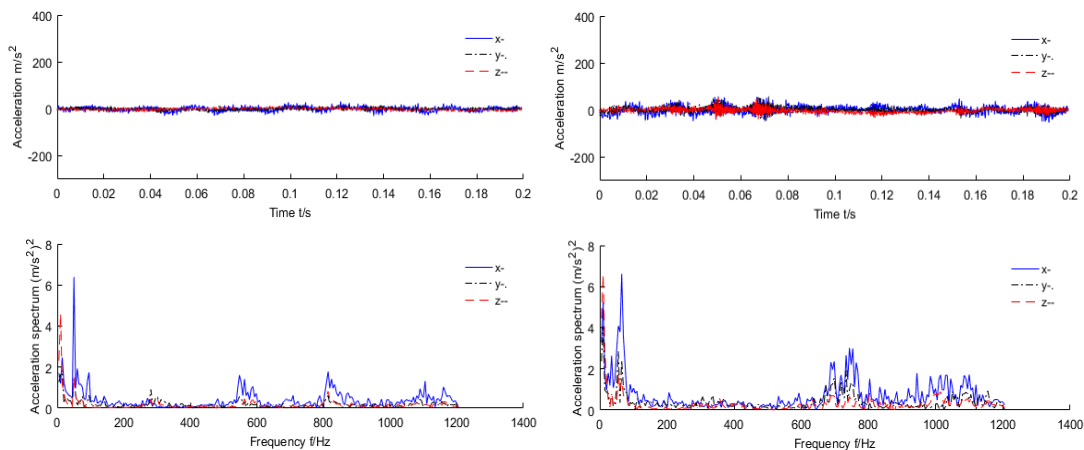 400
200
0
-200
Acceleration m/s2
0 0.02 0.04 0.06 0.08 0.1 0.12 0.14 0.16 0.18 0.2
Time t/s
x-
y-.
z--
400
200
0
-200
Acceleration m/s2
0 0.02 0.04 0.06 0.08 0.1 0.12 0.14 0.16 0.18 0.2
Time t/s
x-
y-.
z--
8
6
4
2
0
Acceleration spectrum (m/s2)2
0 200 400 600 800 1000 1200 1400
Frequency f/Hz
x-
y-.
z--
8
6
4
2
0
Acceleration spectrum (m/s2)2
0 200 400 600 800 1000 1200 1400
Frequency f/Hz
x-
y-.
z--